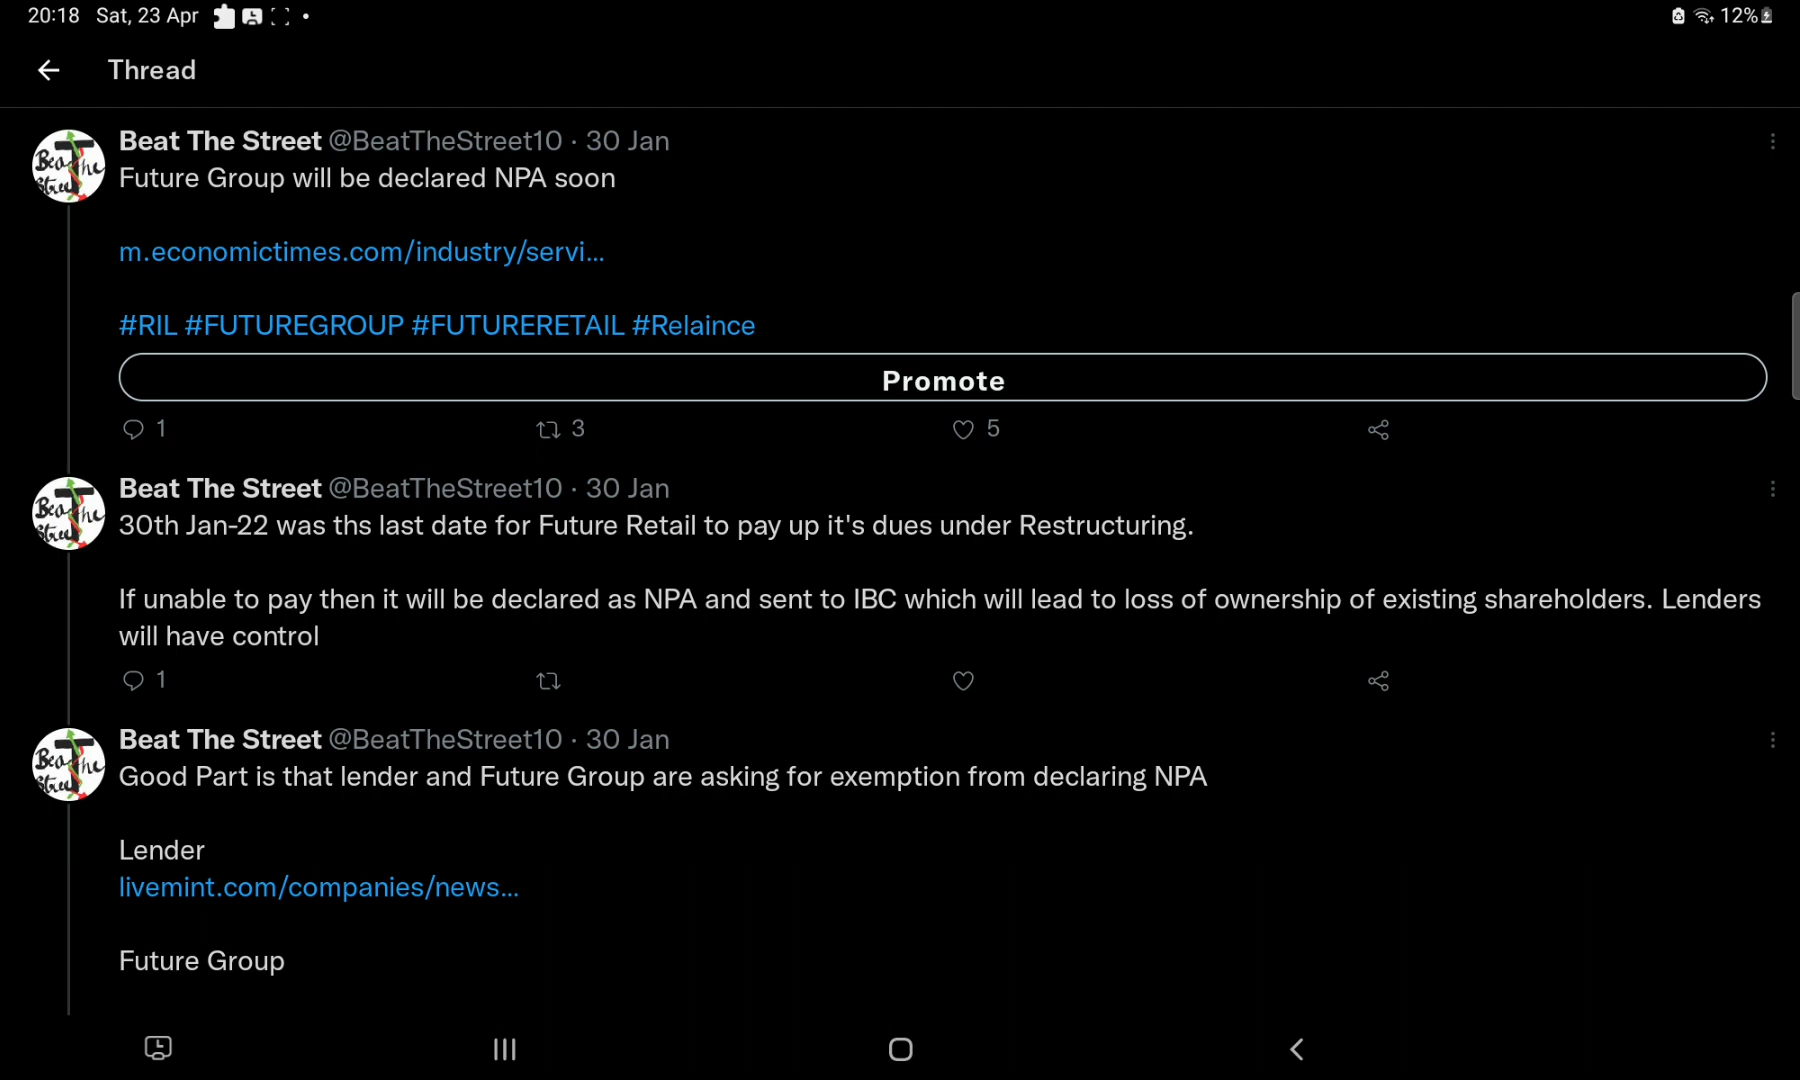 20:18 Sat, 23 Apr
12%
Thread
Beat The Street @BeatTheStreet10 · 30 Jan
Future Group will be declared NPA soon
m.economictimes.com/industry/servi...
#RIL #FUTUREGROUP #FUTURERETAIL #Relaince
Promote
1 3 5
Beat The Street @BeatTheStreet10 · 30 Jan
30th Jan-22 was ths last date for Future Retail to pay up it's dues under Restructuring.
If unable to pay then it will be declared as NPA and sent to IBC which will lead to loss of ownership of existing shareholders. Lenders
will have control
1
Beat The Street @BeatTheStreet10 · 30 Jan
Good Part is that lender and Future Group are asking for exemption from declaring NPA
Lender
livemint.com/companies/news...
Future Group